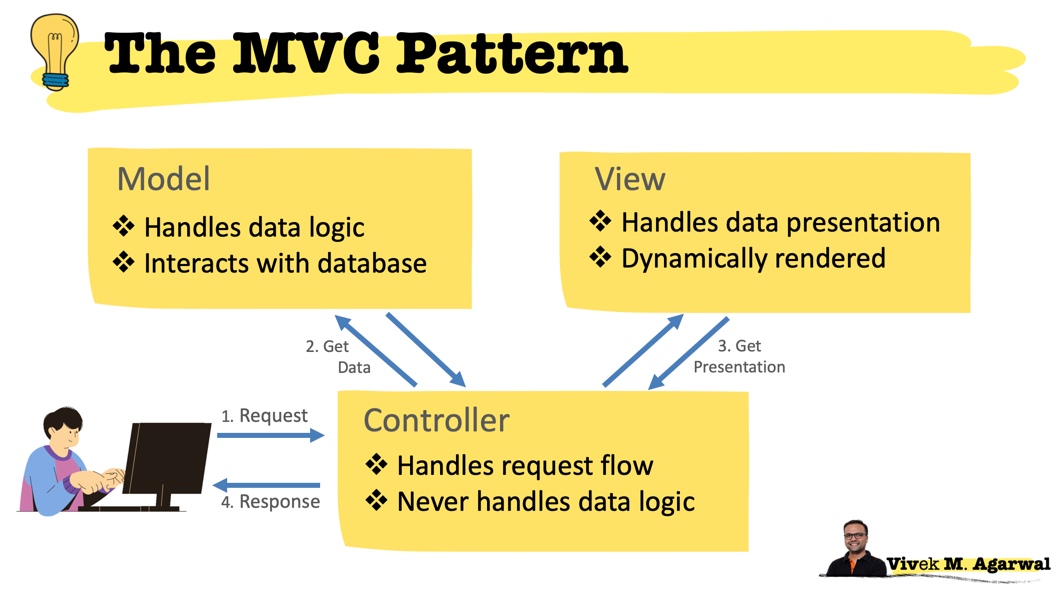 The MVC Pattern
Model
❖ Handles data logic
❖ Interacts with database
View
❖ Handles data presentation
❖ Dynamically rendered
2. Get
Data
3. Get
Presentation
1. Request
4. Response
Controller
❖ Handles request flow
❖ Never handles data logic
Vivek M. Agarwal